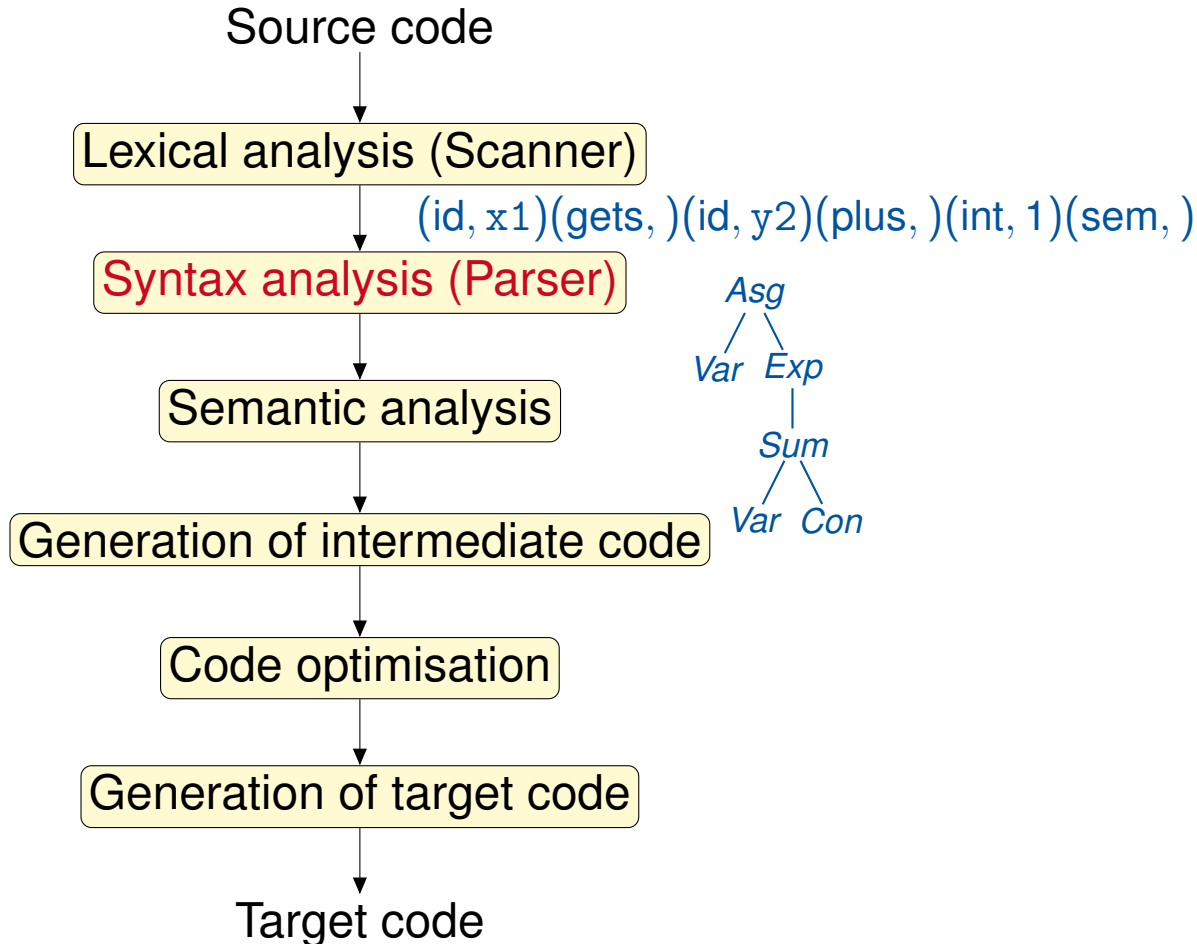 Source code
Lexical analysis (Scanner)
(id, x1)(gets, )(id, y2)(plus, )(int, 1)(sem, )
Syntax analysis (Parser)
Asg
Var Exp
Semantic analysis
Sum
Var Con
Generation of intermediate code
Code optimisation
Generation of target code
Target code